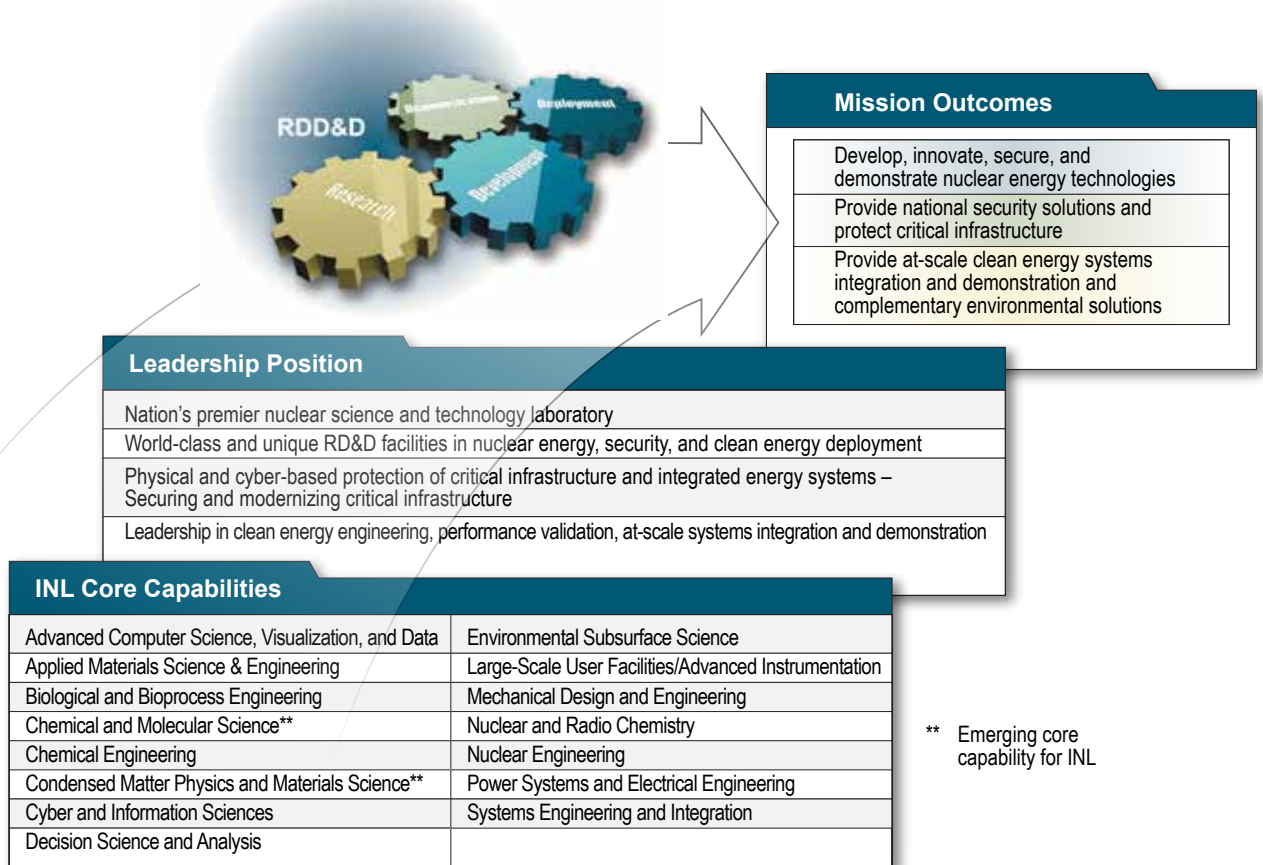 RDD&D
Demonstration
Deployment
Research
Development
Mission Outcomes
Develop, innovate, secure, and
demonstrate nuclear energy technologies
Provide national security solutions and
protect critical infrastructure
Provide at-scale clean energy systems
integration and demonstration and
complementary environmental solutions
Leadership Position
Nation's premier nuclear science and technology laboratory
World-class and unique RD&D facilities in nuclear energy, security, and clean energy deployment
Physical and cyber-based protection of critical infrastructure and integrated energy systems –
Securing and modernizing critical infrastructure
Leadership in clean energy engineering, performance validation, at-scale systems integration and demonstration
INL Core Capabilities
Advanced Computer Science, Visualization, and Data
Applied Materials Science & Engineering
Biological and Bioprocess Engineering
Chemical and Molecular Science**
Chemical Engineering
Condensed Matter Physics and Materials Science**
Cyber and Information Sciences
Decision Science and Analysis
Environmental Subsurface Science
Large-Scale User Facilities/Advanced Instrumentation
Mechanical Design and Engineering
Nuclear and Radio Chemistry
Nuclear Engineering
Power Systems and Electrical Engineering
Systems Engineering and Integration
** Emerging core
capability for INL